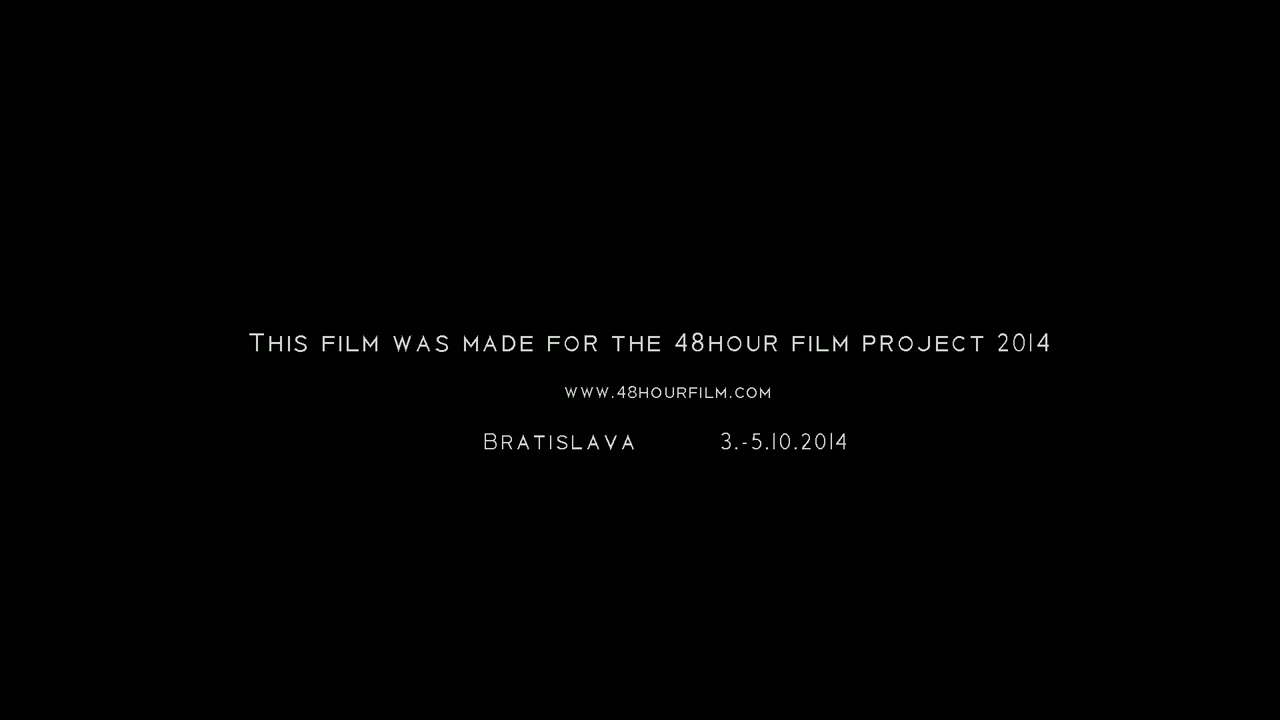 This film was made for the 48hour film project 2014
www.48hourfilm.com
Bratislava 3.-5.10.2014